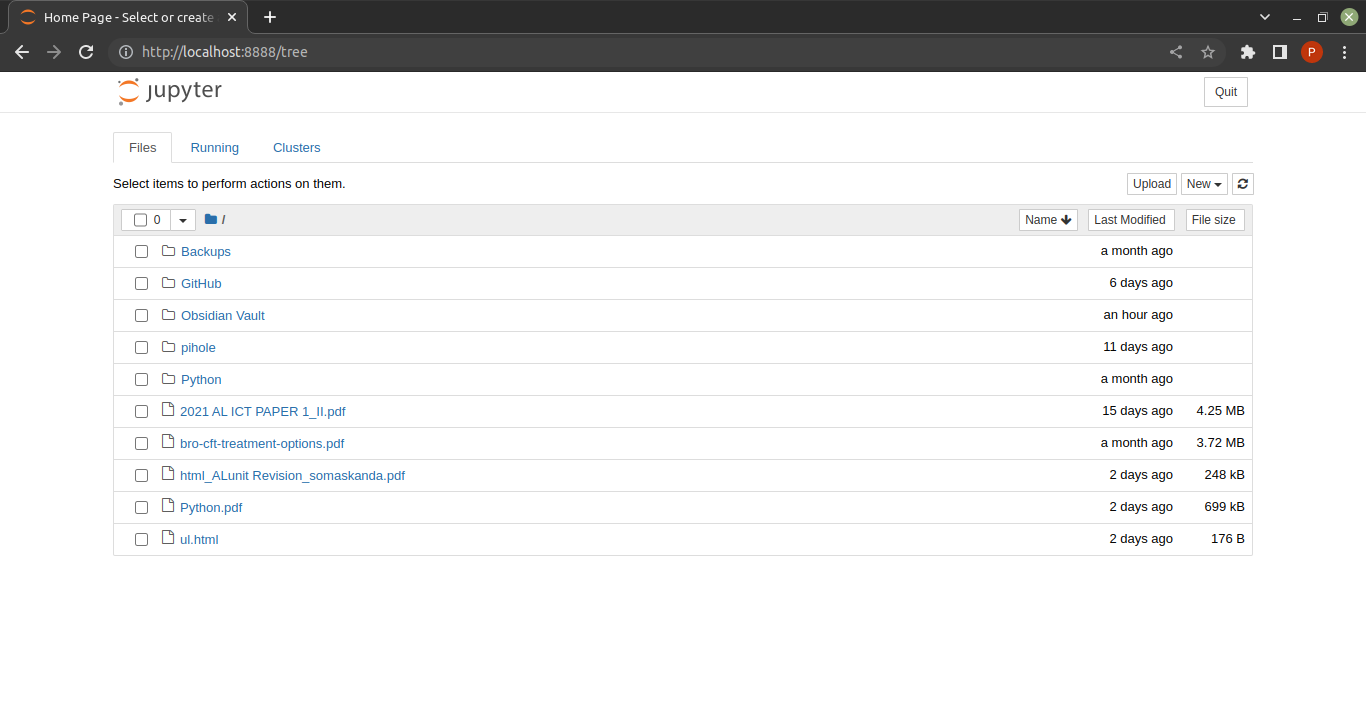 Home Page - Select or create
http://localhost:8888/tree
P
jupyter
Quit
Files Running Clusters
Select items to perform actions on them.
Upload New
0 / Name Last Modified File size
Backups a month ago
GitHub 6 days ago
Obsidian Vault an hour ago
pihole 11 days ago
Python a month ago
2021 AL ICT PAPER 1_II.pdf 15 days ago 4.25 MB
bro-cft-treatment-options.pdf a month ago 3.72 MB
html_ALunit Revision_somaskanda.pdf 2 days ago 248 kB
Python.pdf 2 days ago 699 kB
ul.html 2 days ago 176 B